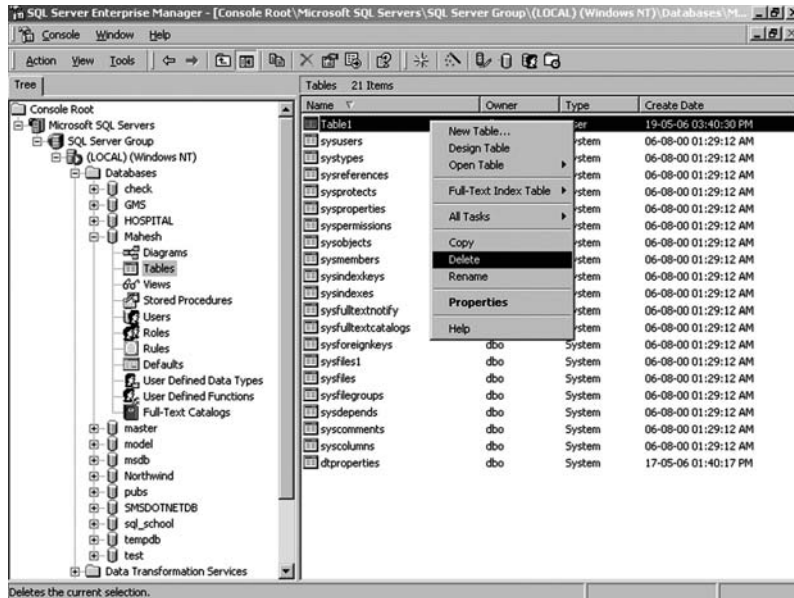 SQL Server Enterprise Manager - [Console Root\Microsoft SQL Servers\SQL Server Group\(LOCAL) (Windows NT)\Databases\M...
Console Window Help
Action View Tools
Tree
Tables 21 Items
Console Root
Microsoft SQL Servers
SQL Server Group
(LOCAL) (Windows NT)
Databases
check
GMS
HOSPITAL
Mahesh
Diagrams
Tables
Views
Stored Procedures
Users
Roles
Rules
Defaults
User Defined Data Types
User Defined Functions
Full-Text Catalogs
master
model
msdb
Northwind
pubs
SMSDOTNETDB
sql_school
tempdb
test
Data Transformation Services
Name Owner Type Create Date
Table1 ser 19-05-06 03:40:30 PM
sysusers ystem 06-08-00 01:29:12 AM
systypes ystem 06-08-00 01:29:12 AM
sysreferences ystem 06-08-00 01:29:12 AM
sysprotects ystem 06-08-00 01:29:12 AM
sysproperties ystem 06-08-00 01:29:12 AM
syspermissions ystem 06-08-00 01:29:12 AM
sysobjects ystem 06-08-00 01:29:12 AM
sysmembers ystem 06-08-00 01:29:12 AM
sysindexkeys ystem 06-08-00 01:29:12 AM
sysindexes ystem 06-08-00 01:29:12 AM
sysfulltextnotify ystem 06-08-00 01:29:12 AM
sysfulltextcatalogs ystem 06-08-00 01:29:12 AM
sysforeignkeys dbo System 06-08-00 01:29:12 AM
sysfiles1 dbo System 06-08-00 01:29:12 AM
sysfiles dbo System 06-08-00 01:29:12 AM
sysfilegroups dbo System 06-08-00 01:29:12 AM
sysdepends dbo System 06-08-00 01:29:12 AM
syscomments dbo System 06-08-00 01:29:12 AM
syscolumns dbo System 06-08-00 01:29:12 AM
dtproperties dbo System 17-05-06 01:40:17 PM
New Table...
Design Table
Open Table
Full-Text Index Table
All Tasks
Copy
Delete
Rename
Properties
Help
Deletes the current selection.